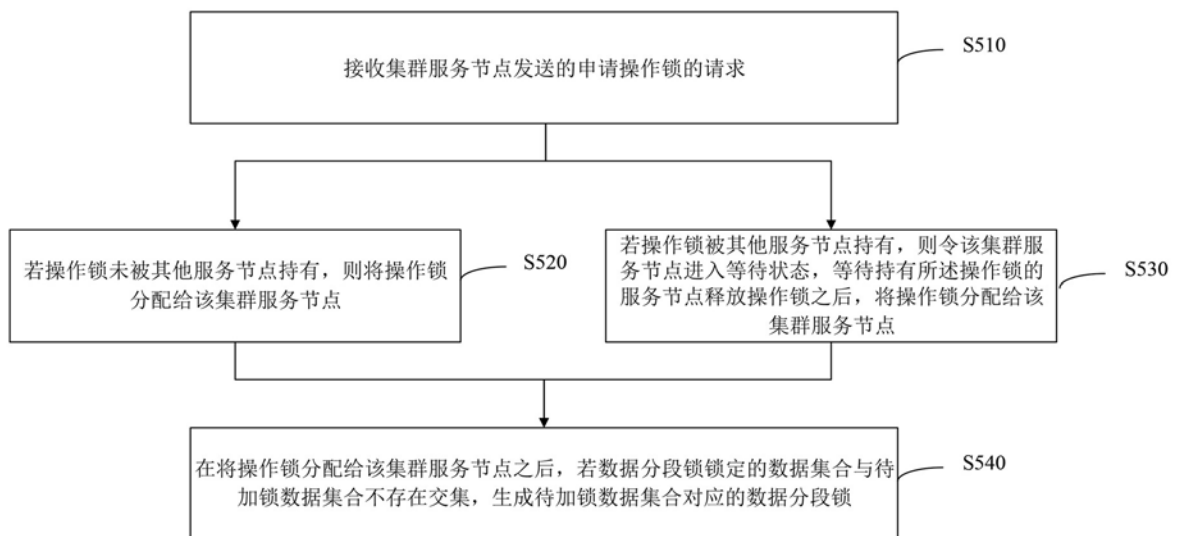 接收集群服务节点发送的申请操作锁的请求
S510
若操作锁未被其他服务节点持有，则将操作锁
分配给该集群服务节点
S520
若操作锁被其他服务节点持有，则令该集群服
务节点进入等待状态，等待持有所述操作锁的
服务节点释放操作锁之后，将操作锁分配给该
集群服务节点
S530
在将操作锁分配给该集群服务节点之后，若数据分段锁锁定的数据集合与待
加锁数据集合不存在交集，生成待加锁数据集合对应的数据分段锁
S540